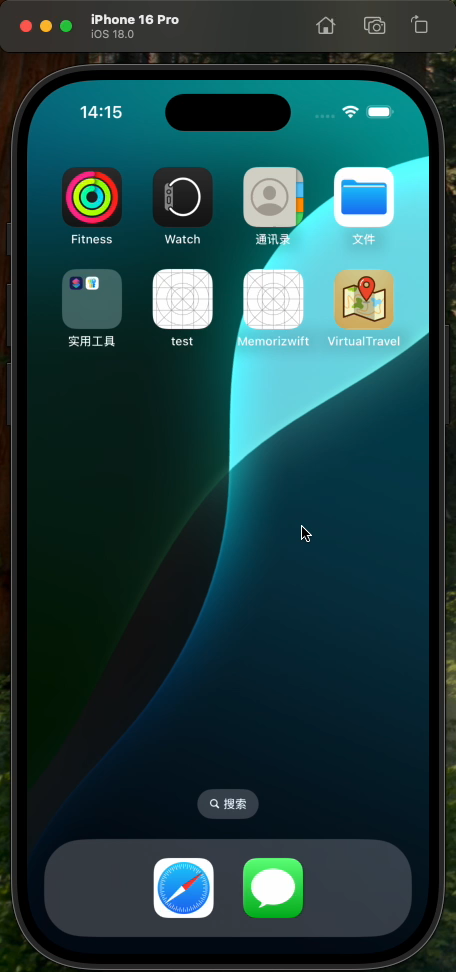 iPhone 16 Pro
iOS 18.0
14:15
Fitness
Watch
通讯录
文件
实用工具
test
Memorizwift
VirtualTravel
搜索